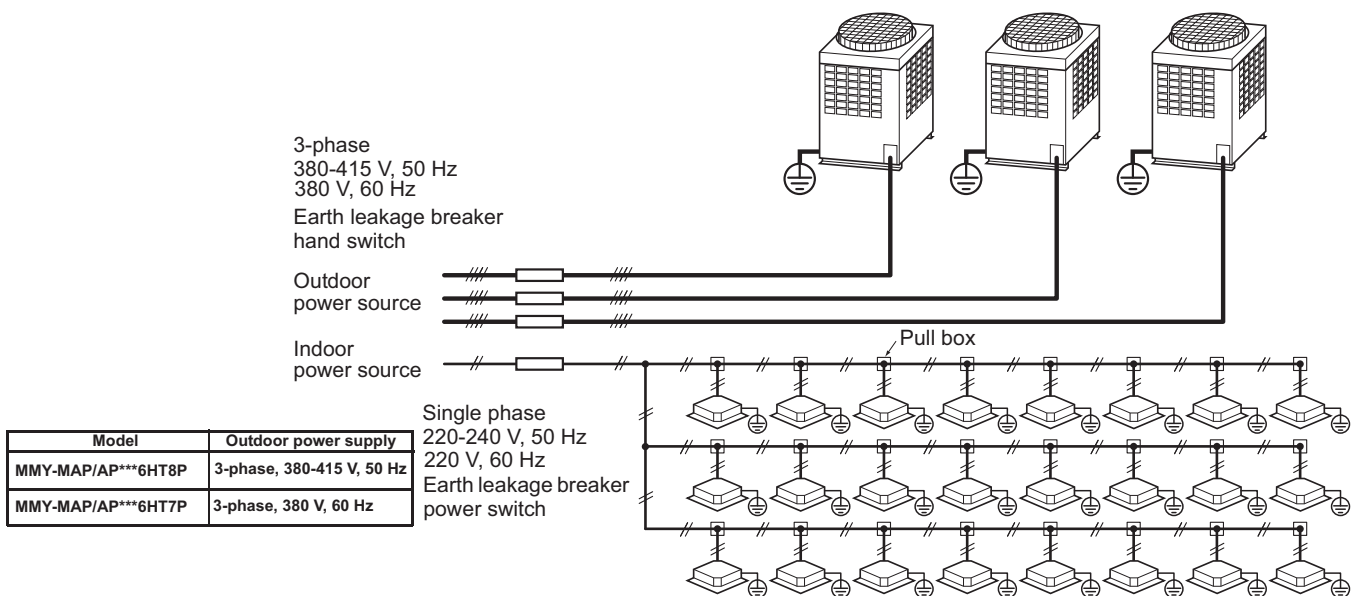 3-phase
380-415 V, 50 Hz
380 V, 60 Hz
Earth leakage breaker
hand switch
Outdoor
power source
Pull box
Indoor
power source
Single phase
220-240 V, 50 Hz
220 V, 60 Hz
Earth leakage breaker
power switch
Model Outdoor power supply
MMY-MAP/AP***6HT8P 3-phase, 380-415 V, 50 Hz
MMY-MAP/AP***6HT7P 3-phase, 380 V, 60 Hz